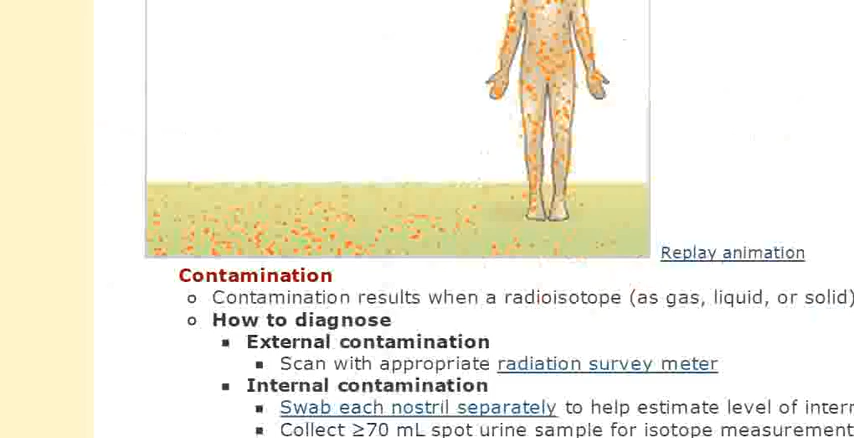 Replay animation
Contamination
Contamination results when a radioisotope (as gas, liquid, or solid)
How to diagnose
External contamination
Scan with appropriate radiation survey meter
Internal contamination
Swab each nostril separately to help estimate level of
Collect ≥70 mL spot urine sample for isotope measurement